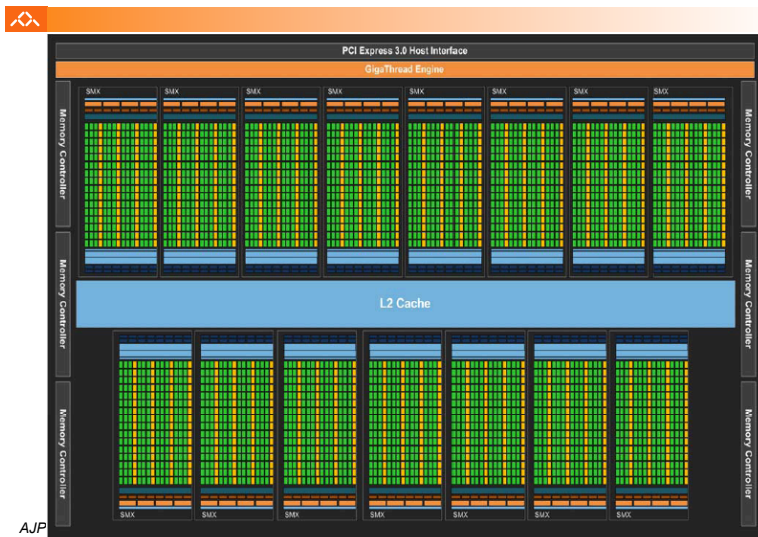 PCI Express 3.0 Host Interface
GigaThread Engine
SMX SMX SMX SMX SMX SMX SMX SMX
Memory Controller
Memory Controller
Memory Controller
Memory Controller
L2 Cache
Memory Controller
Memory Controller
SMX SMX SMX SMX SMX SMX SMX
AJP